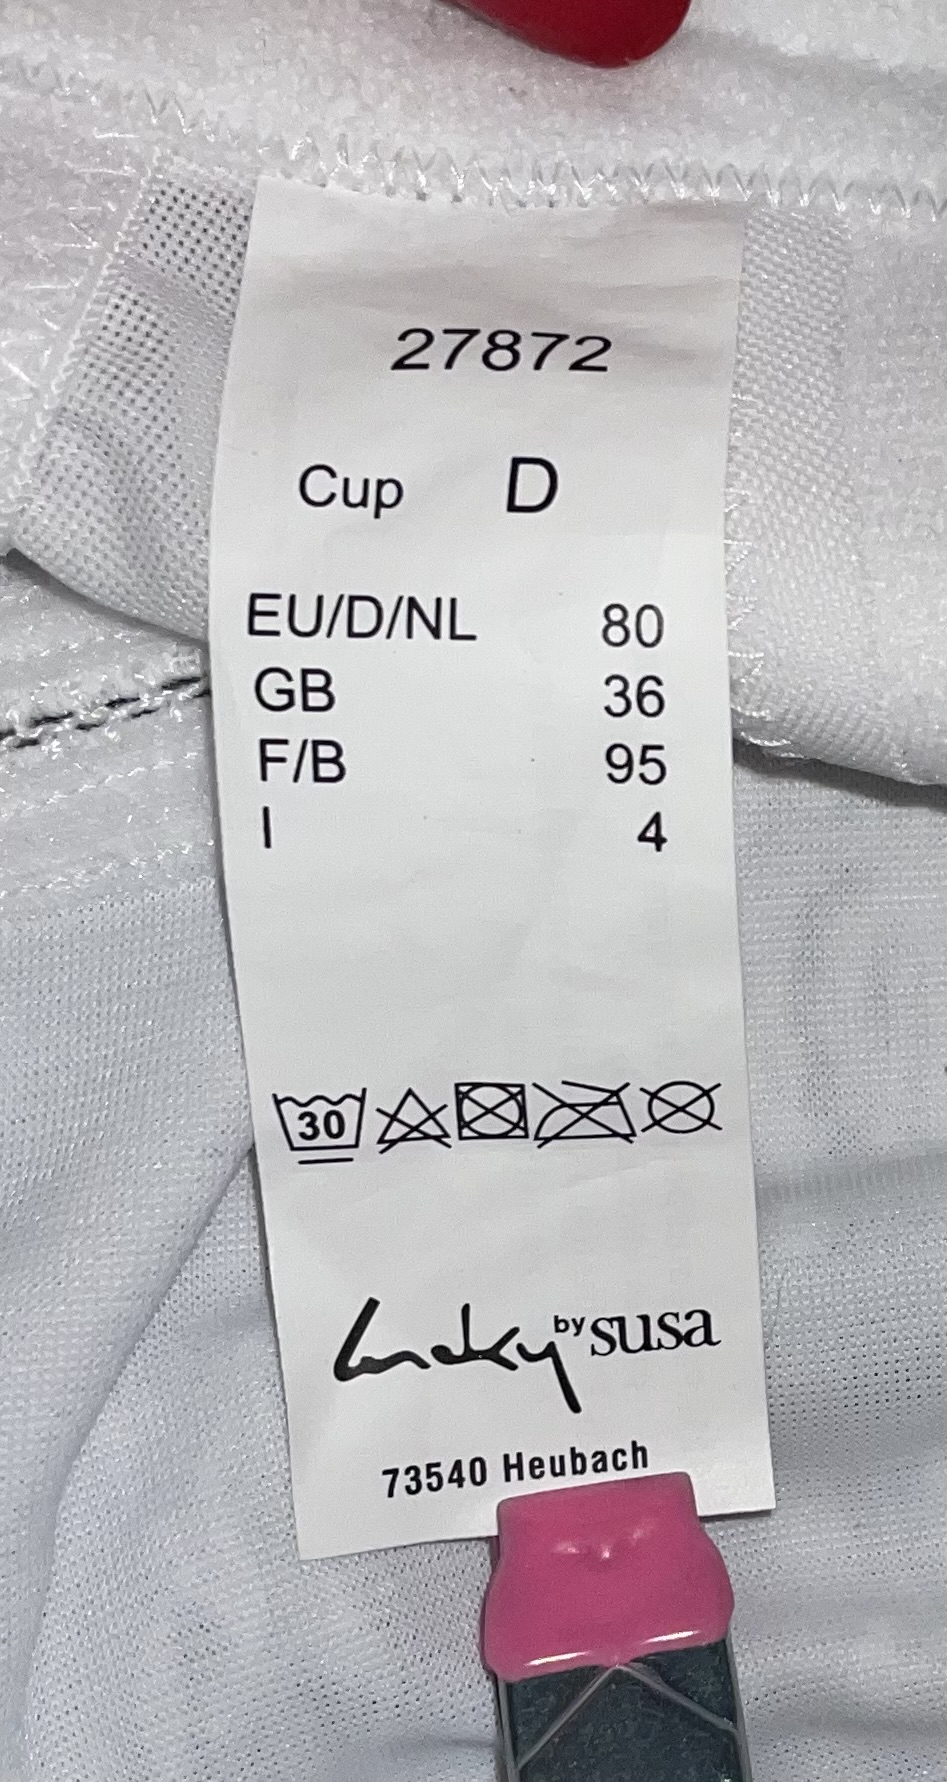 27872
Cup D
EU/D/NL 80
GB 36
F/B 95
I 4
30
Lucky by susa
73540 Heubach